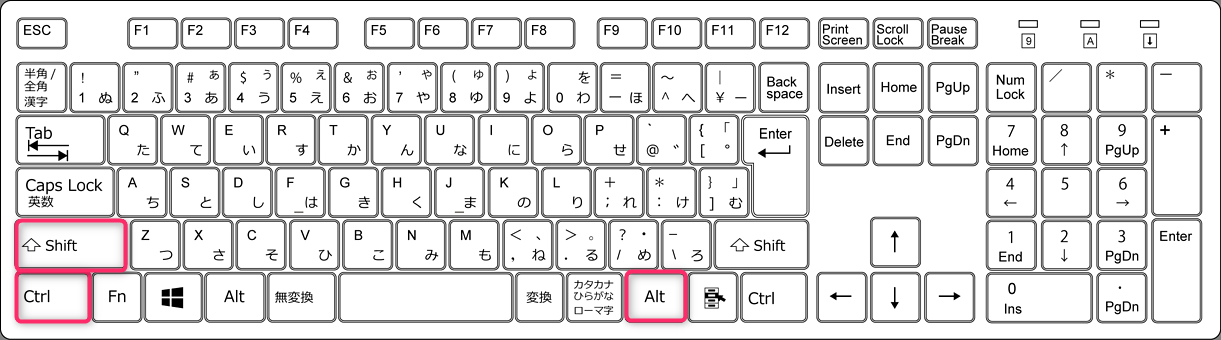 ESC F1 F2 F3 F4 F5 F6 F7 F8 F9 F10 F11 F12 Print Screen Scroll Lock Pause Break 9 A ⬇
半角/全角 漢字 ! 1 ぬ " 2 ふ # ぁ 3 あ $ ぅ 4 う % ぇ 5 え & ぉ 6 お ' ゃ 7 や ( ゅ 8 ゆ ) ょ 9 よ を 0 わ = ー ほ ～ ^ へ | ￥ ー Back space Insert Home PgUp Num Lock ／ * ー
Tab Q た W て E い R す T か Y ん U な I に O ら P せ ` @ ゛ { 「 [ ゜ Enter Delete End PgDn 7 Home 8 ↑ 9 PgUp +
Caps Lock 英数 A ち S と D し F _は G き H く J _ま K の L り + ; れ * : け } 」 ] む 4 ← 5 6 →
Shift Z つ X さ C そ V ひ B こ N み M も < 、 , ね > 。 . る ? ・ / め _ \ ろ Shift ↑ 1 End 2 ↓ 3 PgDn Enter
Ctrl Fn Alt 無変換 変換 カタカナ ひらがな ローマ字 Alt Ctrl ← ↓ → 0 Ins . PgDn